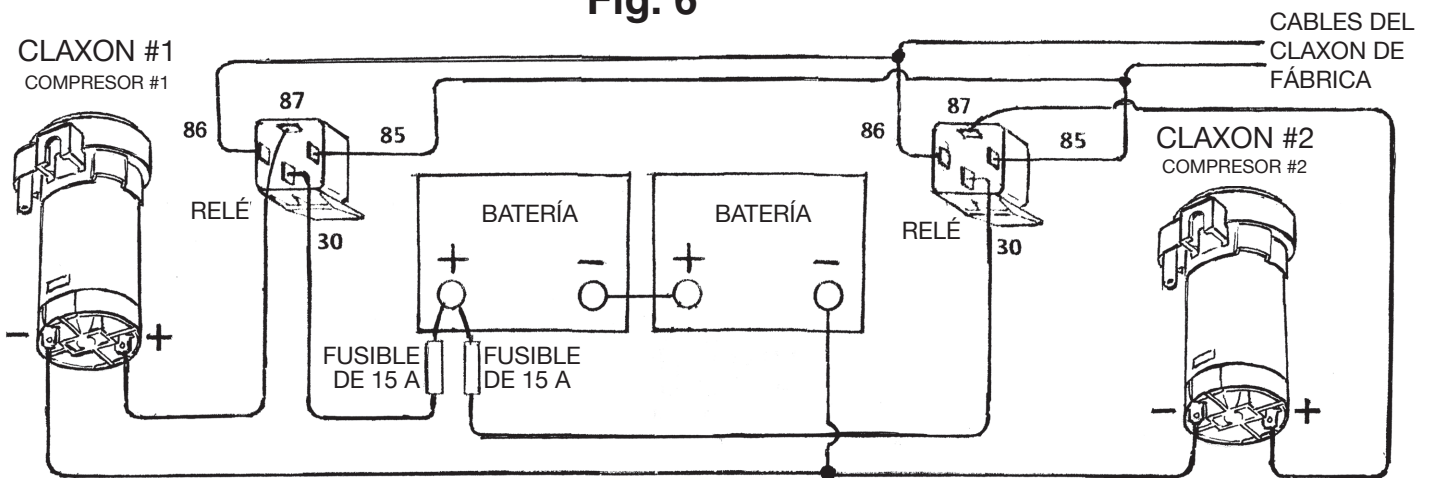 Fig. 6
CABLES DEL
CLAXON DE
FÁBRICA
CLAXON #1
COMPRESOR #1
87
86
85
RELÉ
30
BATERÍA
+
−
BATERÍA
+
−
87
86
85
RELÉ
30
CLAXON #2
COMPRESOR #2
−
+
FUSIBLE
DE 15 A
FUSIBLE
DE 15 A
−
+